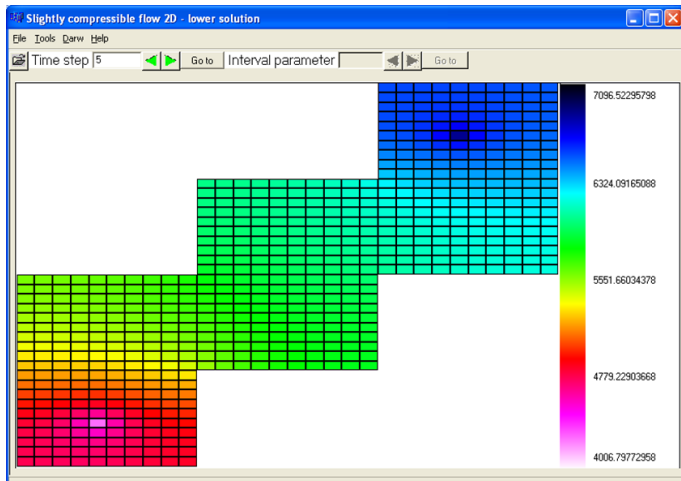 Slightly compressible flow 2D - lower solution
File Tools Darw Help
Time step 5 Go to Interval parameter Go to
7096.52295798
6324.09165088
5551.66034378
4779.22903668
4006.79772958